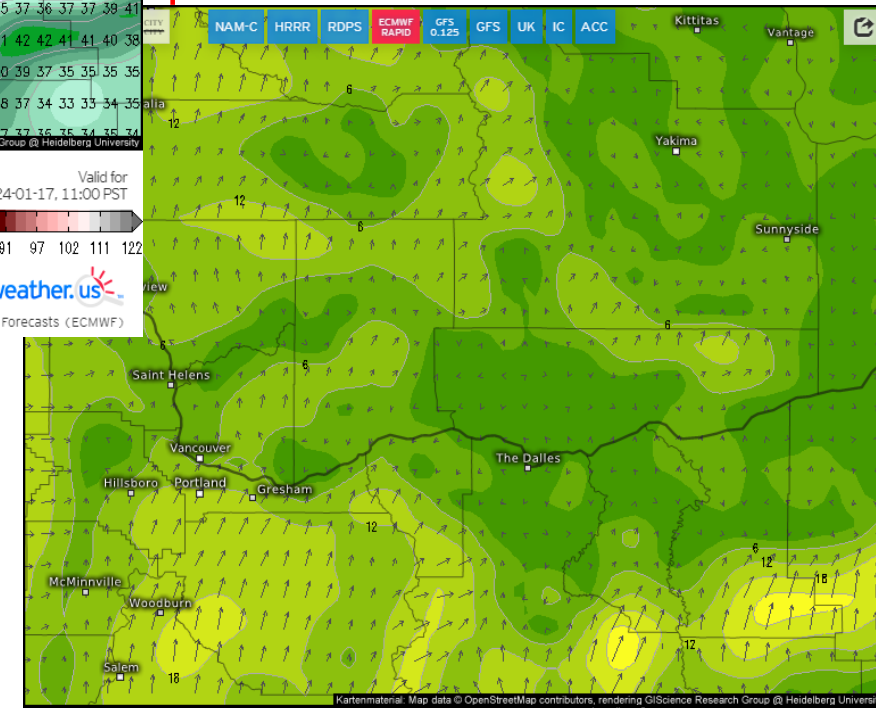 5 37 36 37 37 39 41
1 42 42 41 41 40 38
0 39 37 35 35 35 35
8 37 34 33 33 34 35
Group @ Heidelberg University
Valid for
24-01-17, 11:00 PST
91 97 102 111 122
weather.us
Forecasts (ECMWF)
CITY
CITY
NAM-C HRRR RDPS ECMWF RAPID GFS 0.125 GFS UK IC ACC
Kittitas
Vantage
6
alia
12
Yakima
12
6
Sunnyside
view
6
6
6
Saint Helens
Vancouver
The Dalles
Hillsboro Portland Gresham
12
6
12
18
McMinnville
Woodburn
12
Salem
18
Kartenmaterial: Map data © OpenStreetMap contributors, rendering GIScience Research Group @ Heidelberg Universi